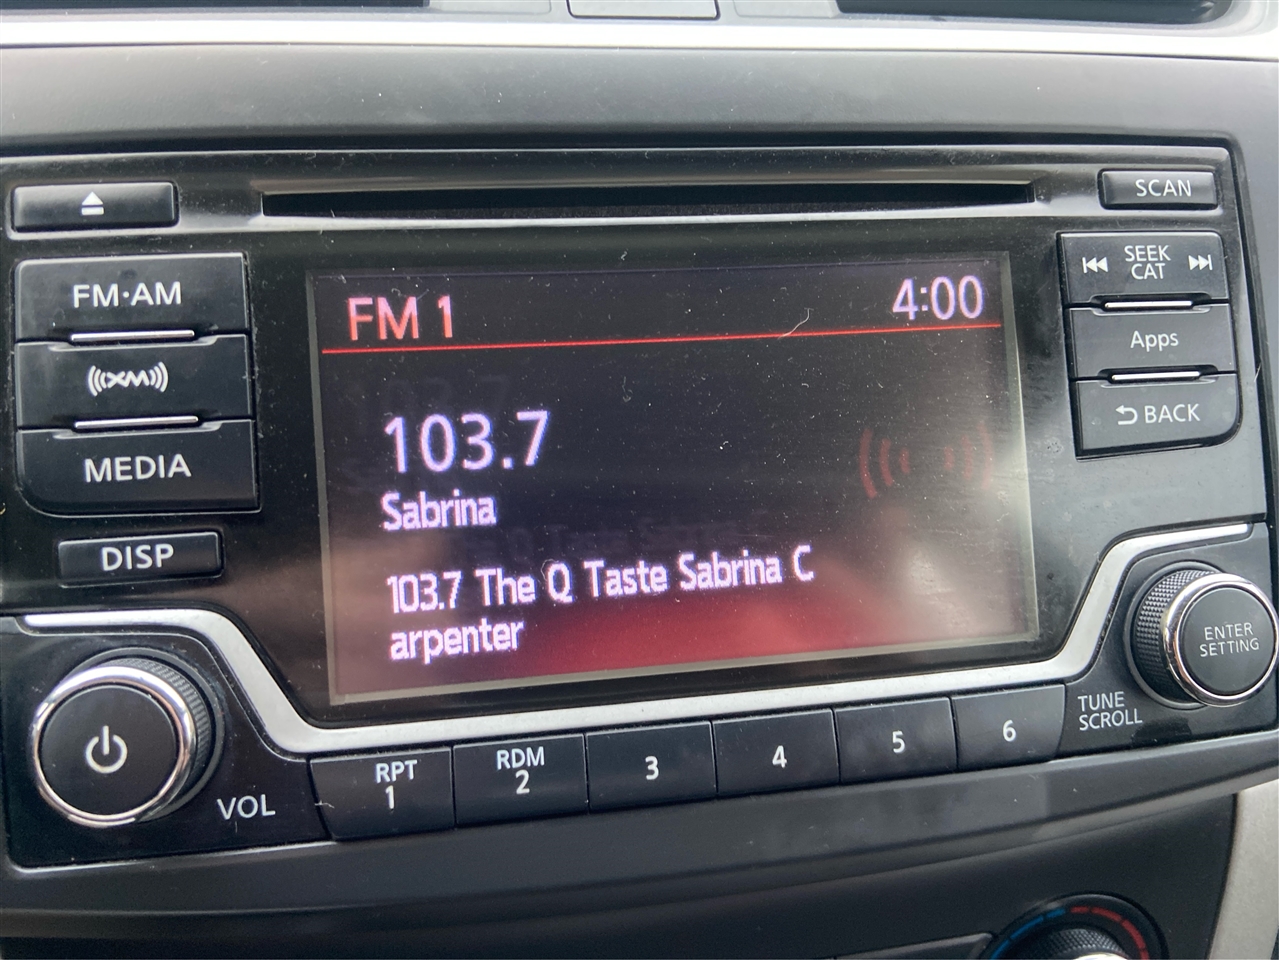 SCAN
FM·AM
SEEK
CAT
FM 1 4:00
Apps
XM
103.7
BACK
MEDIA
Sabrina
DISP
103.7 The Q Taste Sabrina C
arpenter
ENTER
SETTING
TUNE
SCROLL
VOL
RPT
1
RDM
2
3
4
5
6